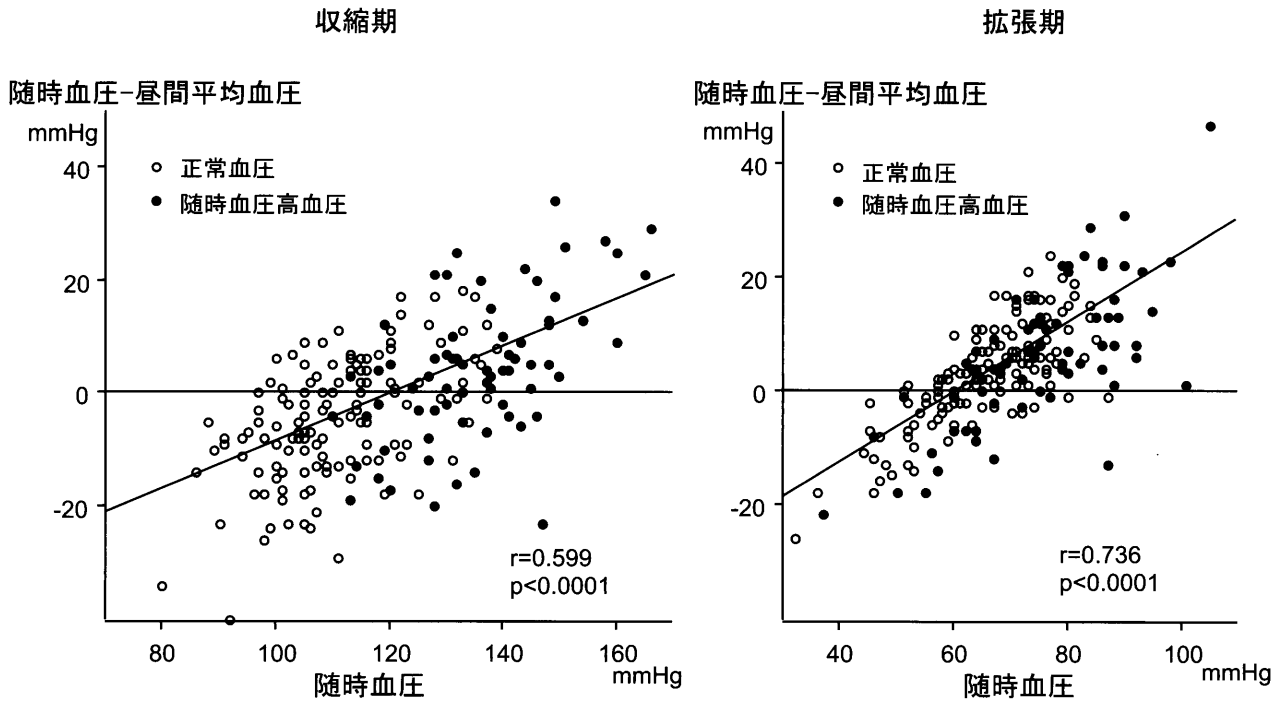 収縮期
随時血圧-昼間平均血圧
mmHg
40
20
0
-20
正常血圧
随時血圧高血圧
r=0.599
p<0.0001
80 100 120 140 160
mmHg
随時血圧
拡張期
随時血圧-昼間平均血圧
mmHg
40
20
0
-20
正常血圧
随時血圧高血圧
r=0.736
p<0.0001
40 60 80 100
mmHg
随時血圧